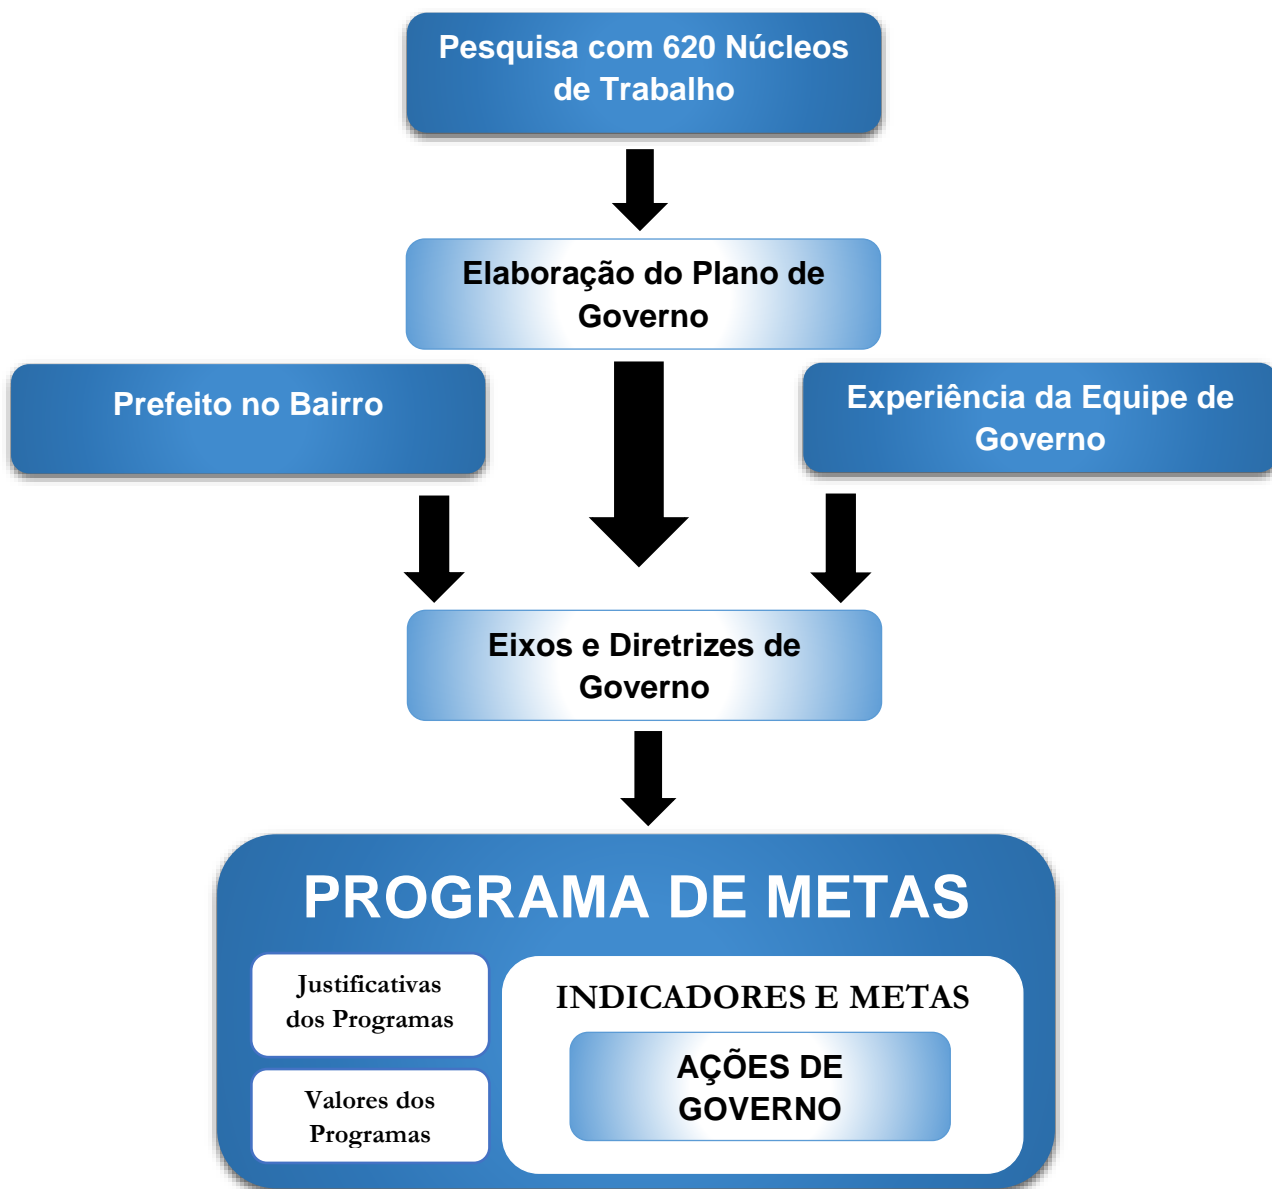 Pesquisa com 620 Núcleos
de Trabalho
Elaboração do Plano de
Governo
Prefeito no Bairro
Experiência da Equipe de
Governo
Eixos e Diretrizes de
Governo
PROGRAMA DE METAS
Justificativas
dos Programas
Valores dos
Programas
INDICADORES E METAS
AÇÕES DE
GOVERNO